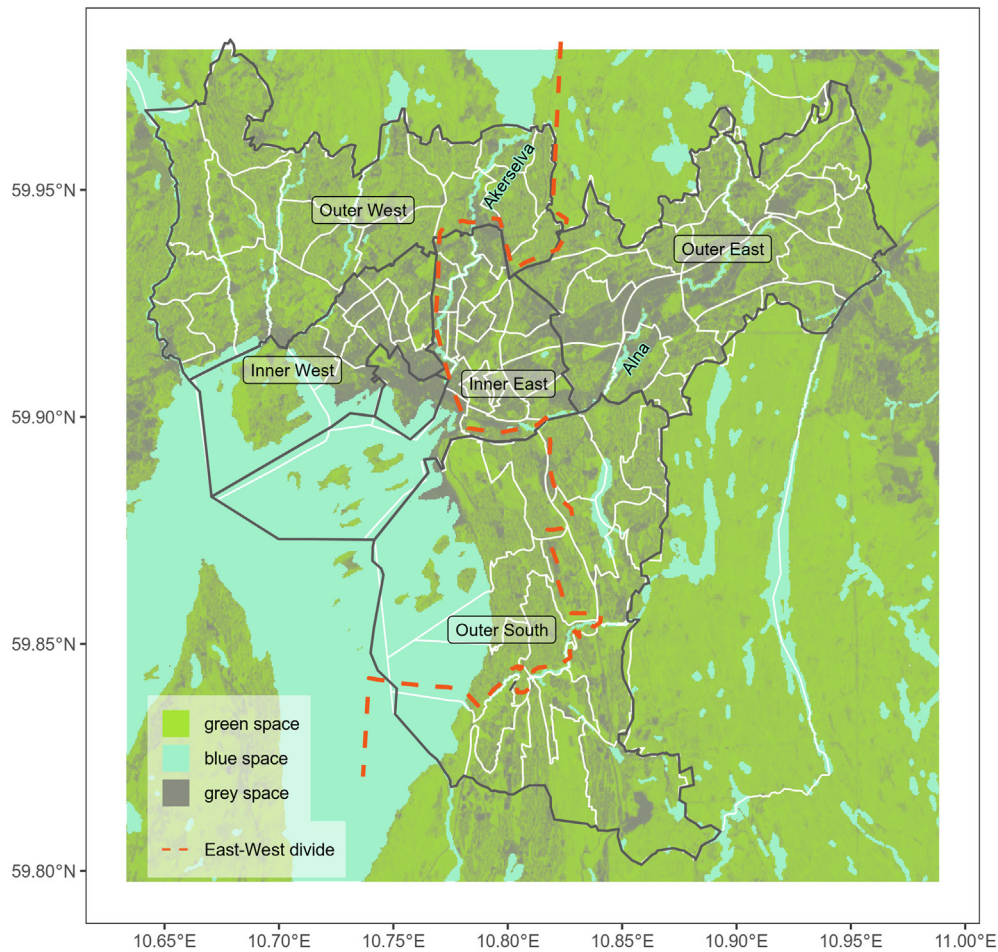 59.95°N
59.90°N
59.85°N
59.80°N
Akerselva
Outer West
Outer East
Alna
Inner West
Inner East
Outer South
green space
blue space
grey space
East-West divide
10.65°E 10.70°E 10.75°E 10.80°E 10.85°E 10.90°E 10.95°E 11.00°E